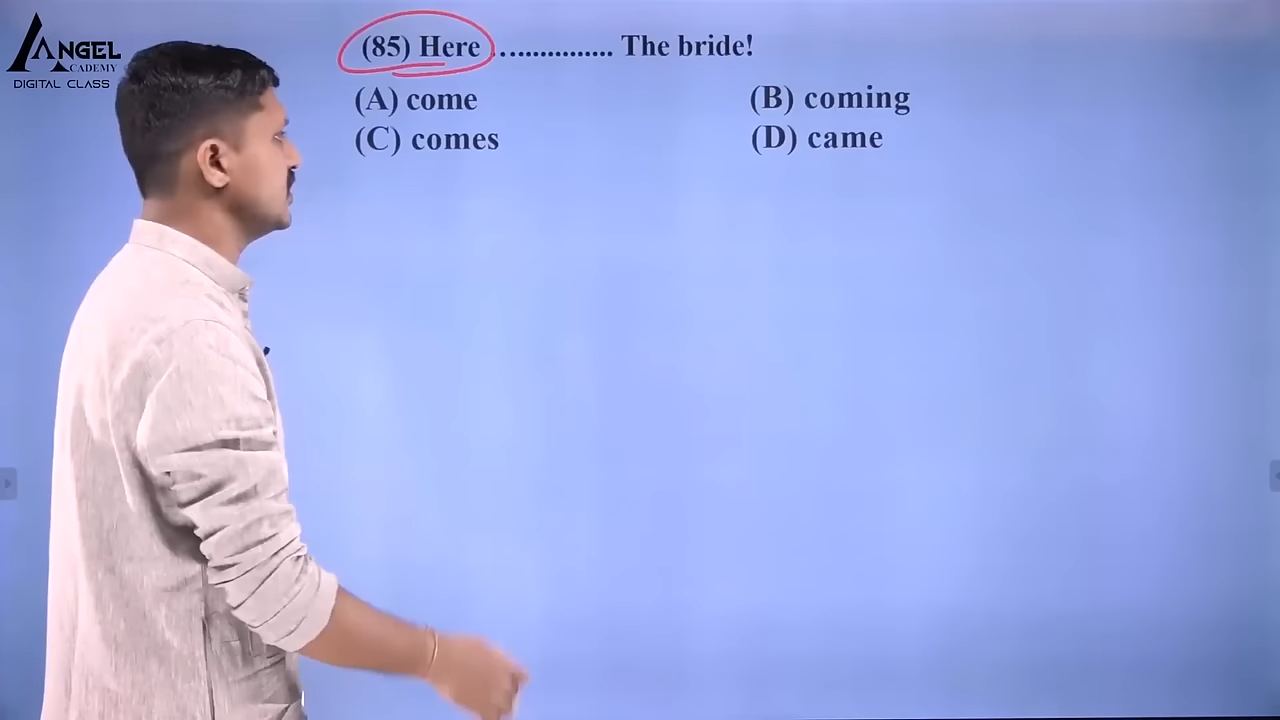 ANGEL
ACADEMY
DIGITAL CLASS
(85) Here ................ The bride!
(A) come
(B) coming
(C) comes
(D) came